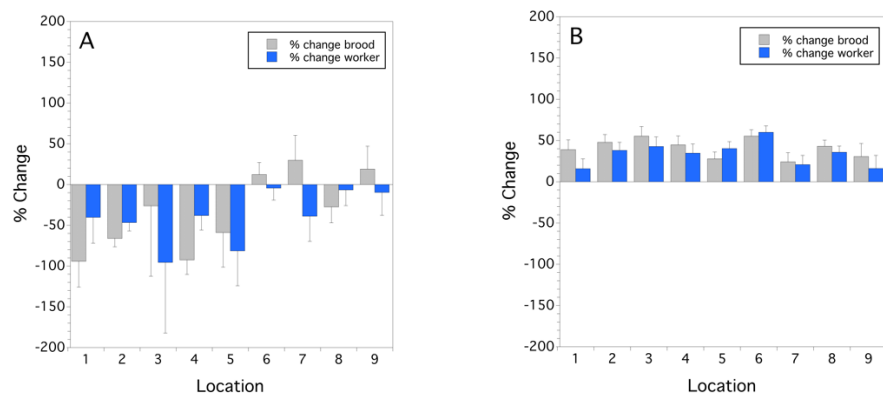 A
% change brood
% change worker
200
150
100
50
0
-50
-100
-150
-200
% Change
1 2 3 4 5 6 7 8 9
Location
B
% change brood
% change worker
200
150
100
50
0
-50
-100
-150
-200
% Change
1 2 3 4 5 6 7 8 9
Location